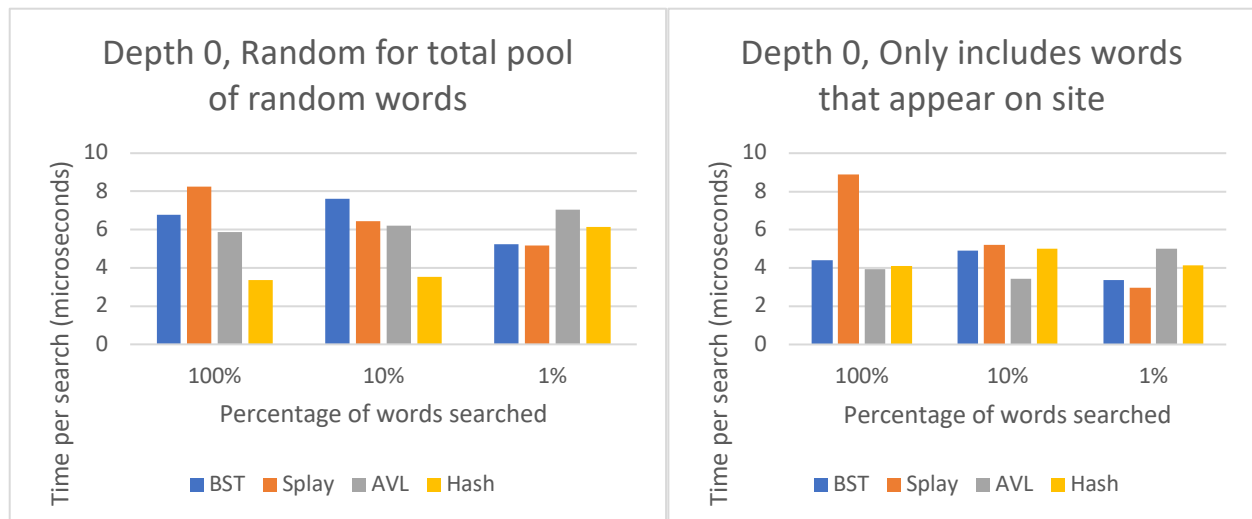 Depth 0, Random for total pool
of random words
Time per search (microseconds)
10
8
6
4
2
0
100%
10%
1%
Percentage of words searched
BST Splay AVL Hash
Depth 0, Only includes words
that appear on site
Time per search (microseconds)
10
8
6
4
2
0
100%
10%
1%
Percentage of words searched
BST Splay AVL Hash